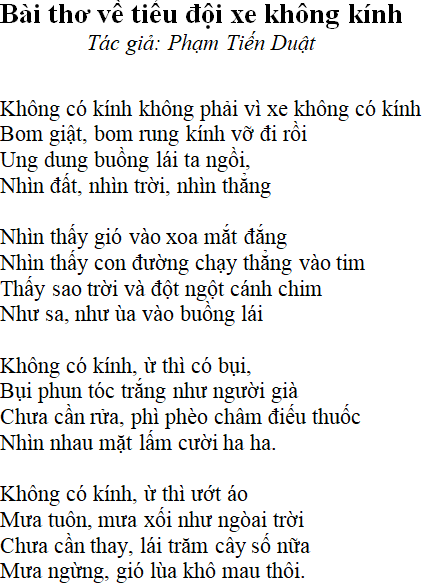 Bài thơ về tiểu đội xe không kính
Tác giả: Phạm Tiến Duật
Không có kính không phải vì xe không có kính
Bom giật, bom rung kính vỡ đi rồi
Ung dung buồng lái ta ngồi,
Nhìn đất, nhìn trời, nhìn thẳng
Nhìn thấy gió vào xoa mắt đắng
Nhìn thấy con đường chạy thẳng vào tim
Thấy sao trời và đột ngột cánh chim
Như sa, như ùa vào buồng lái
Không có kính, ừ thì có bụi,
Bụi phun tóc trắng như người già
Chưa cần rửa, phì phèo châm điếu thuốc
Nhìn nhau mặt lấm cười ha ha.
Không có kính, ừ thì ướt áo
Mưa tuôn, mưa xối như ngòai trời
Chưa cần thay, lái trăm cây số nữa
Mưa ngừng, gió lùa khô mau thôi.